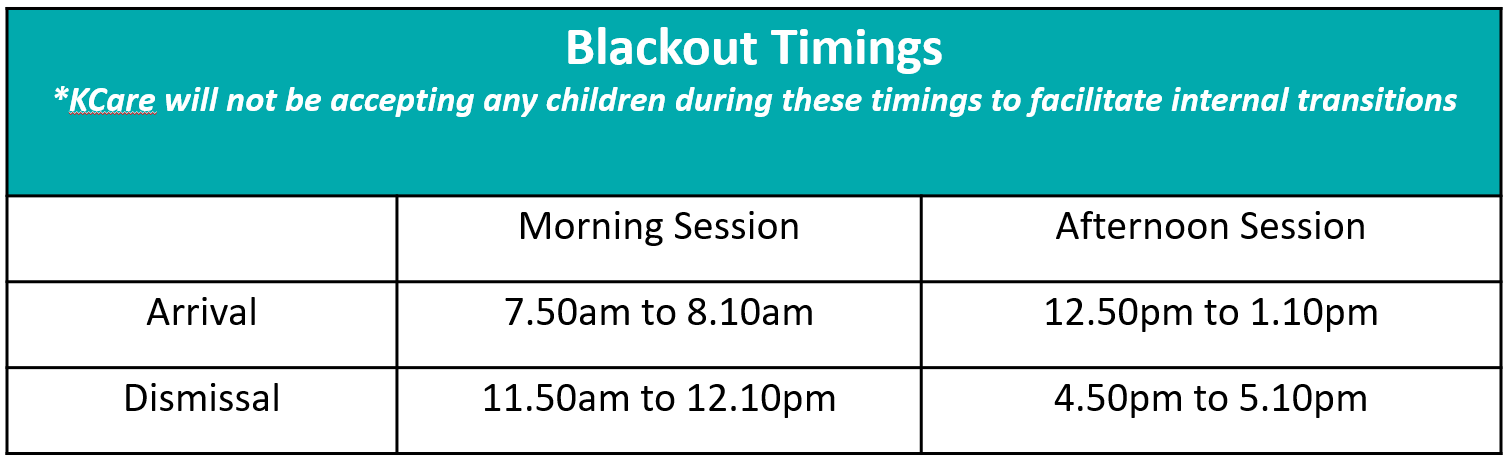 Blackout Timings
*KCare will not be accepting any children during these timings to facilitate internal transitions
Morning Session Afternoon Session
Arrival 7.50am to 8.10am 12.50pm to 1.10pm
Dismissal 11.50am to 12.10pm 4.50pm to 5.10pm